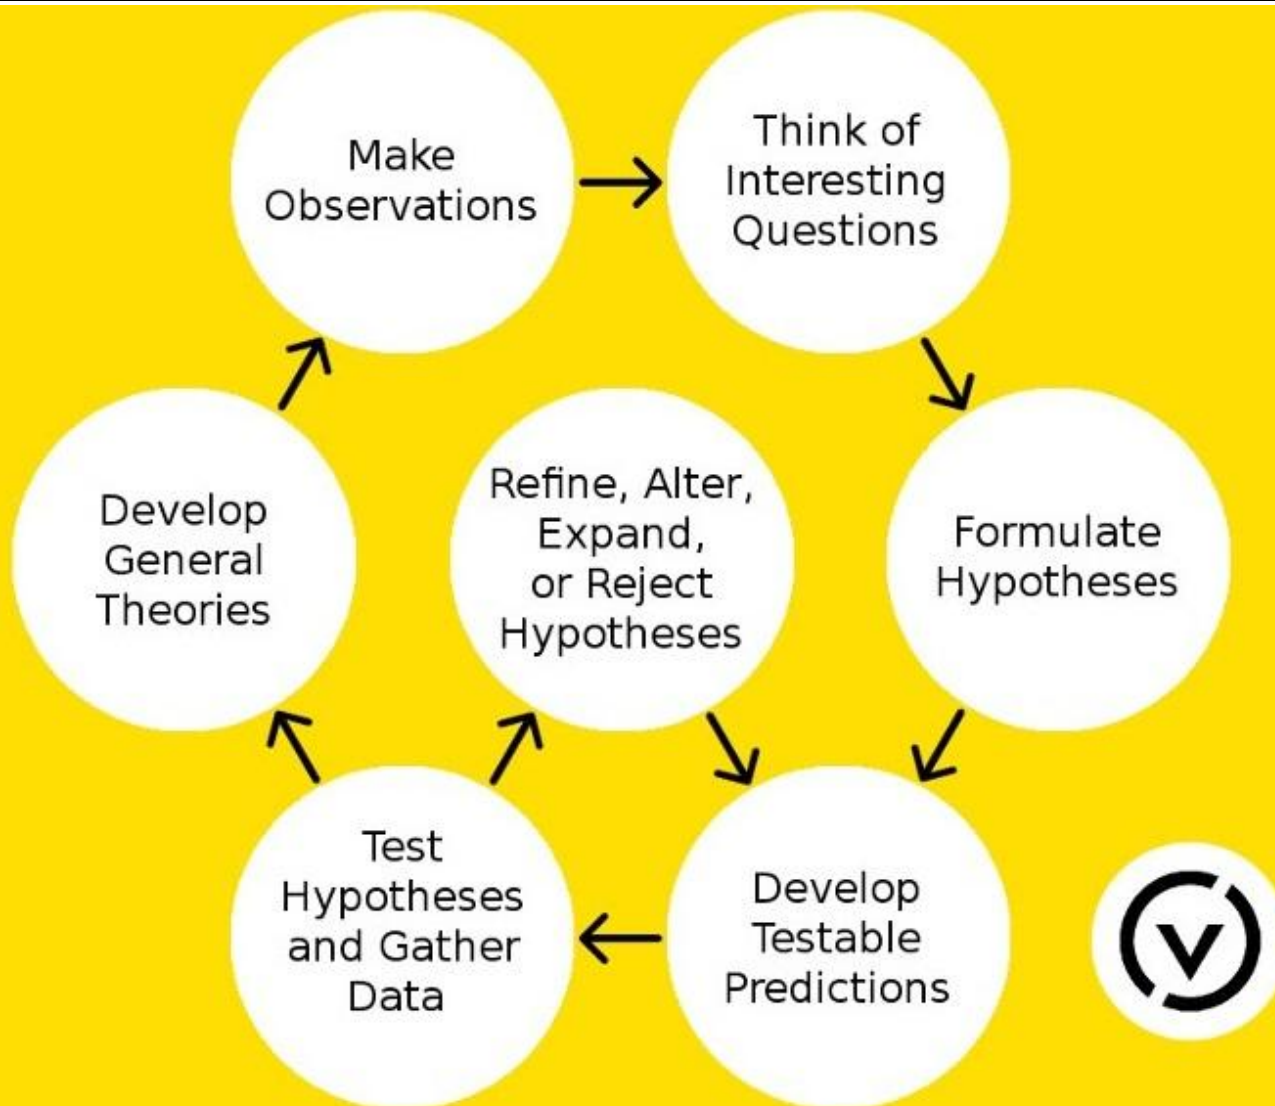 Make
Observations
Think of
Interesting
Questions
Formulate
Hypotheses
Develop
Testable
Predictions
Test
Hypotheses
and Gather
Data
Refine, Alter,
Expand,
or Reject
Hypotheses
Develop
General
Theories
V